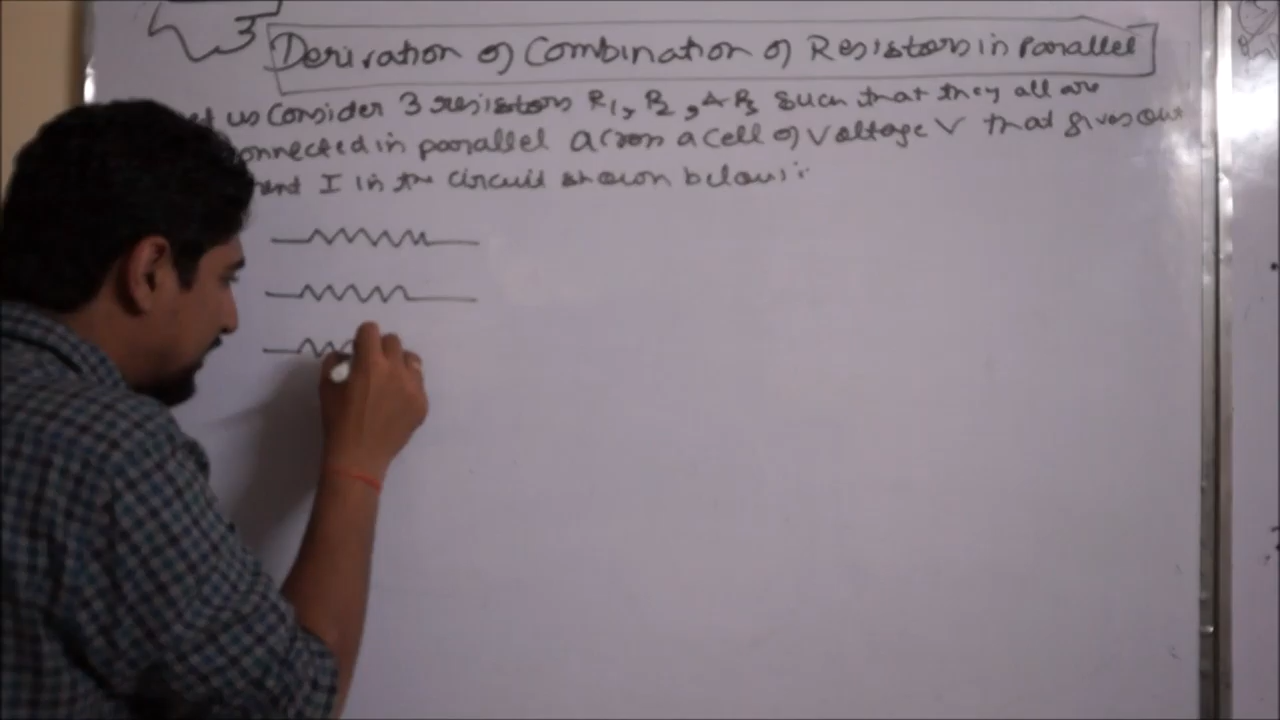 3 Derivation of Combination of Resistors in Parallel
us Consider 3 resistors R1, R2, & R3 such that they all are
onnected in parallel across a cell of voltage V that gives out
I in the circuit shown below: